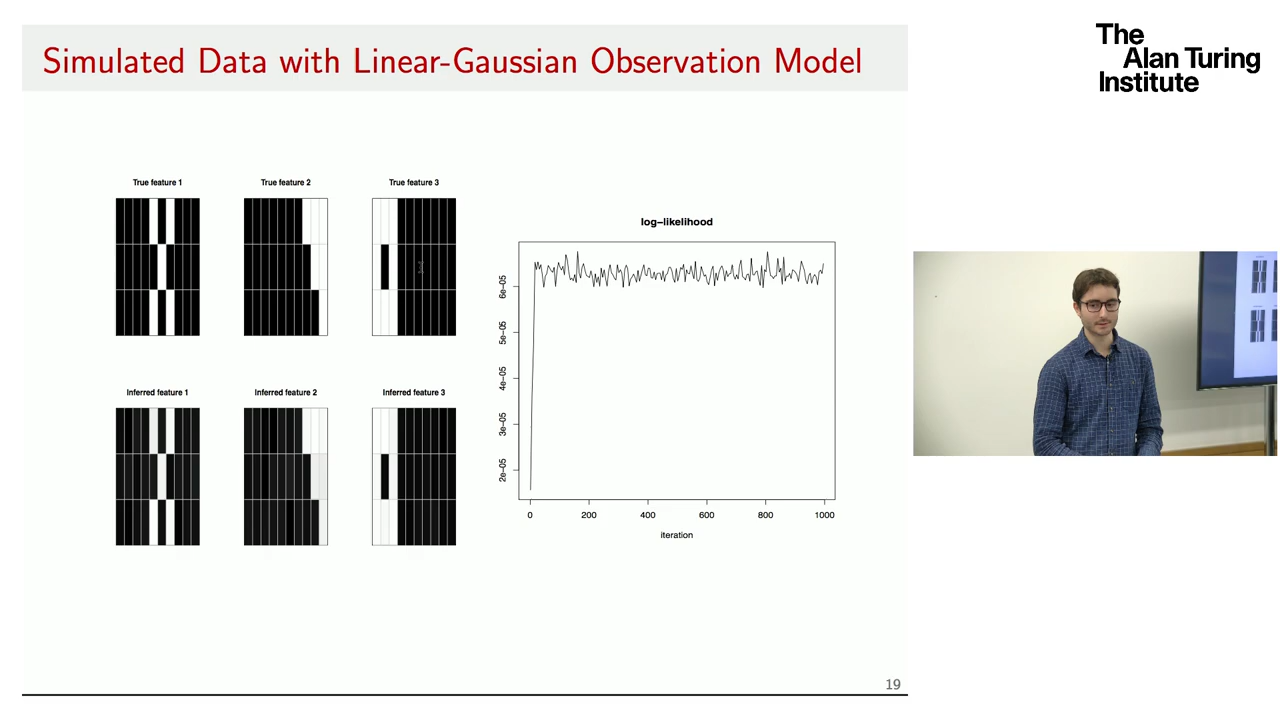 Simulated Data with Linear-Gaussian Observation Model
The
Alan Turing
Institute
True feature 1
True feature 2
True feature 3
Inferred feature 1
Inferred feature 2
Inferred feature 3
log−likelihood
6e−05
5e−05
4e−05
3e−05
2e−05
0
200
400
600
800
1000
iteration
19